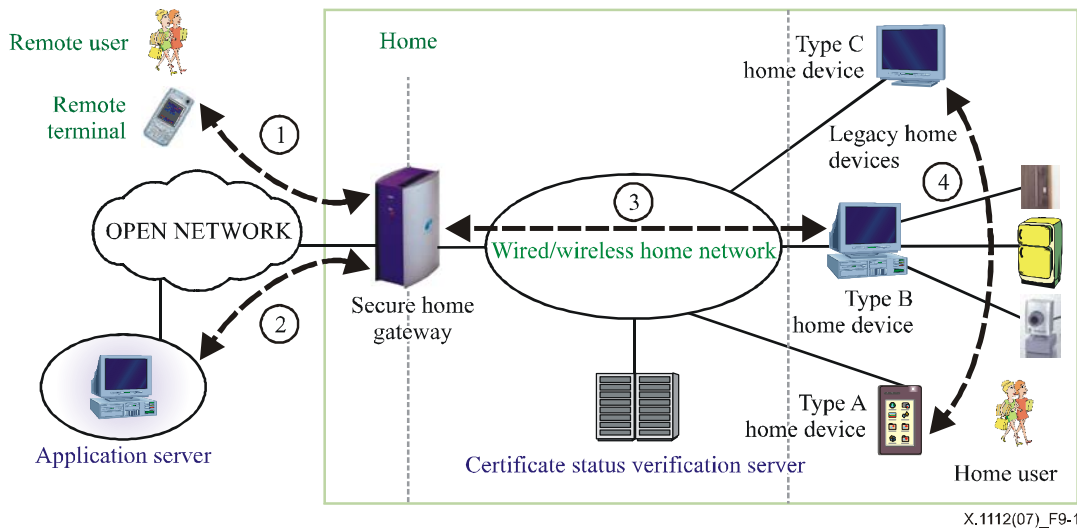 Remote user
Home
Type C
home device
Remote
terminal
1
Legacy home
devices
4
3
OPEN NETWORK
Wired/wireless home network
Secure home
gateway
2
Type B
home device
Type A
home device
Application server
Certificate status verification server
Home user
X.1112(07)_F9-1